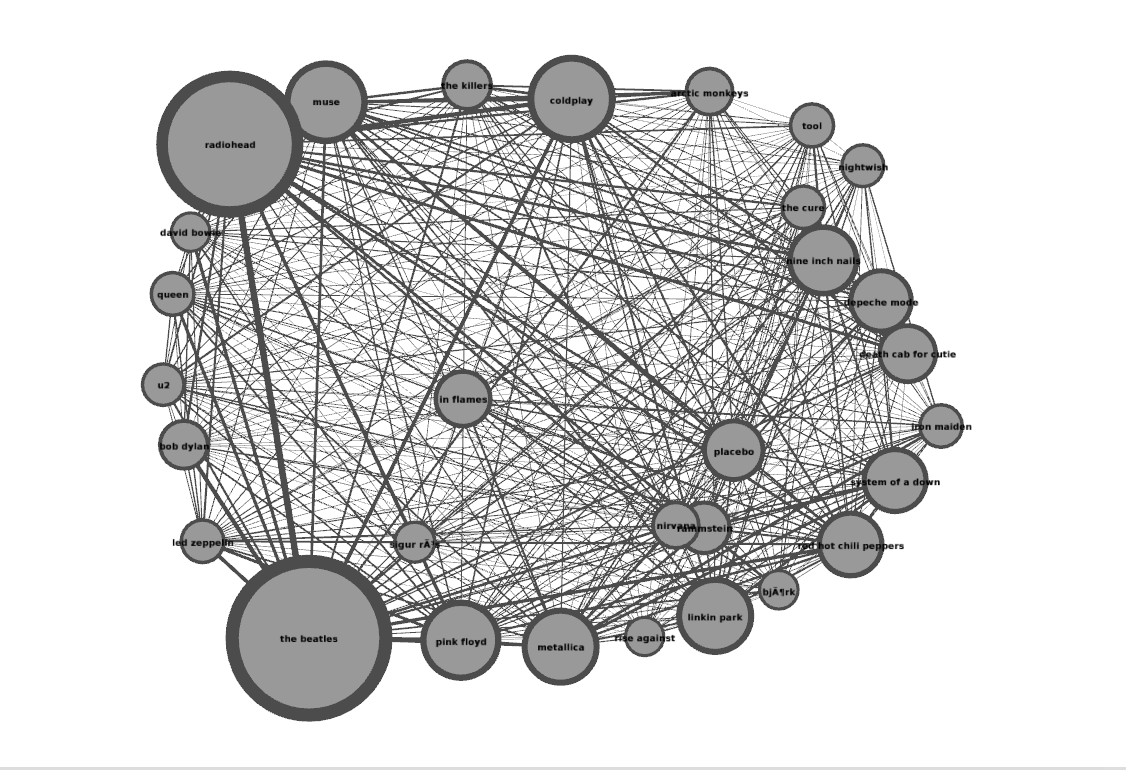 the killers
arctic monkeys
coldplay
muse
tool
radiohead
nightwish
the cure
david bowie
nine inch nails
queen
depeche mode
death cab for cutie
u2
in flames
iron maiden
bob dylan
placebo
system of a down
nirvana
rammstein
led zeppelin
sigur rÃ³s
red hot chili peppers
bjÃ¶rk
linkin park
the beatles
rise against
pink floyd
metallica